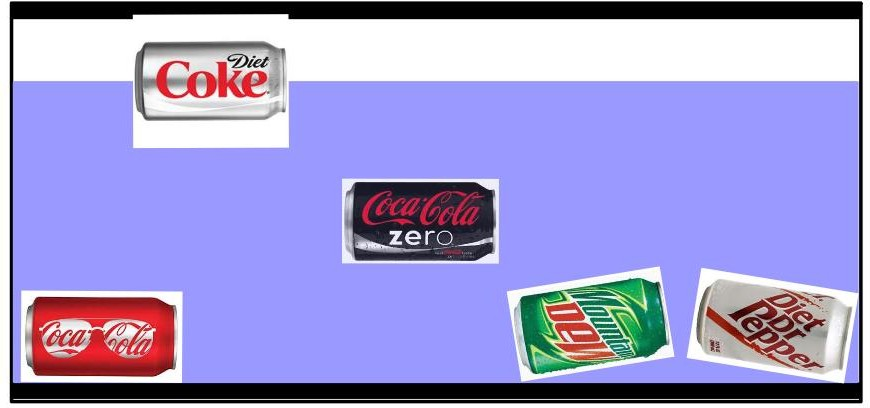 Diet
Coke
Coca-Cola
zero
Coca-Cola
Mountain
Dew
Diet
Dr
Pepper